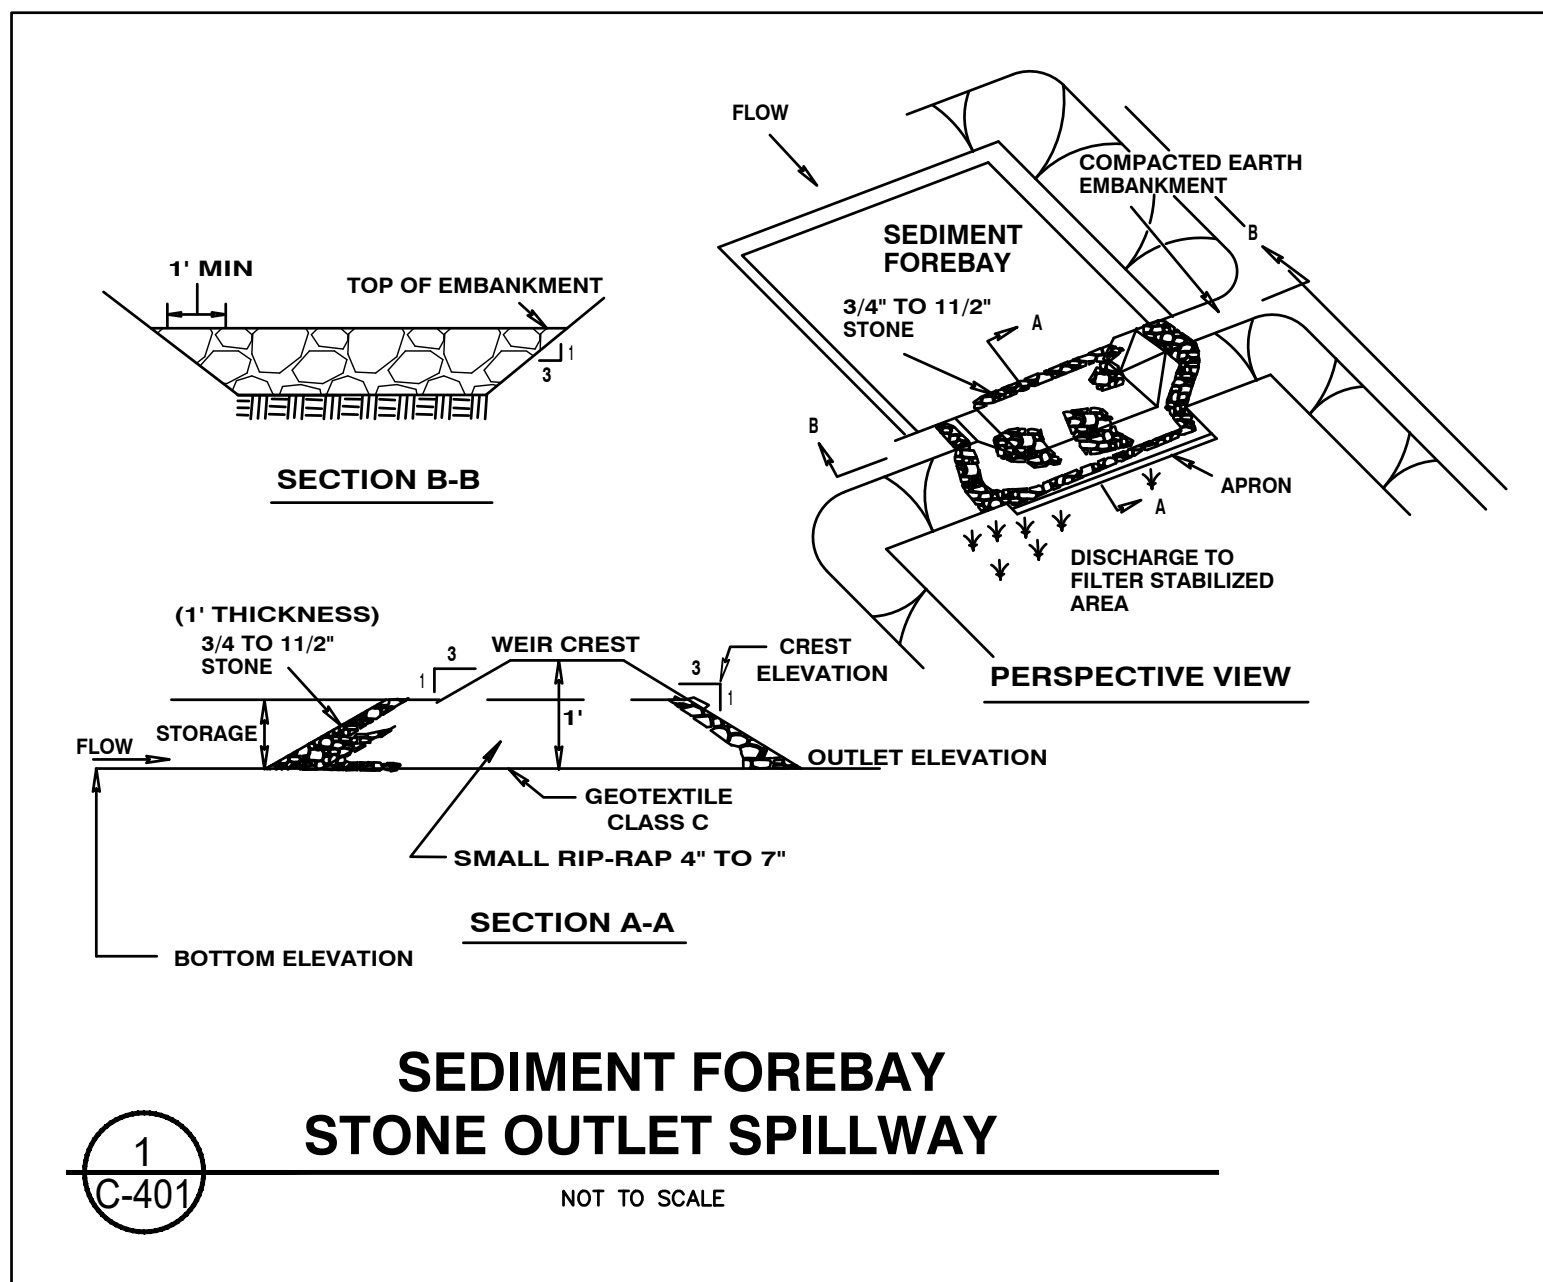 FLOW
COMPACTED EARTH
EMBANKMENT
SEDIMENT
FOREBAY
B
3/4" TO 11/2"
STONE
A
B
APRON
A
DISCHARGE TO
FILTER STABILIZED
AREA
PERSPECTIVE VIEW
1' MIN
TOP OF EMBANKMENT
1
3
SECTION B-B
(1' THICKNESS)
3/4 TO 11/2"
STONE
3
1
WEIR CREST
3
1
CREST
ELEVATION
STORAGE
1'
FLOW
OUTLET ELEVATION
GEOTEXTILE
CLASS C
SMALL RIP-RAP 4" TO 7"
SECTION A-A
BOTTOM ELEVATION
SEDIMENT FOREBAY
STONE OUTLET SPILLWAY
1
C-401
NOT TO SCALE